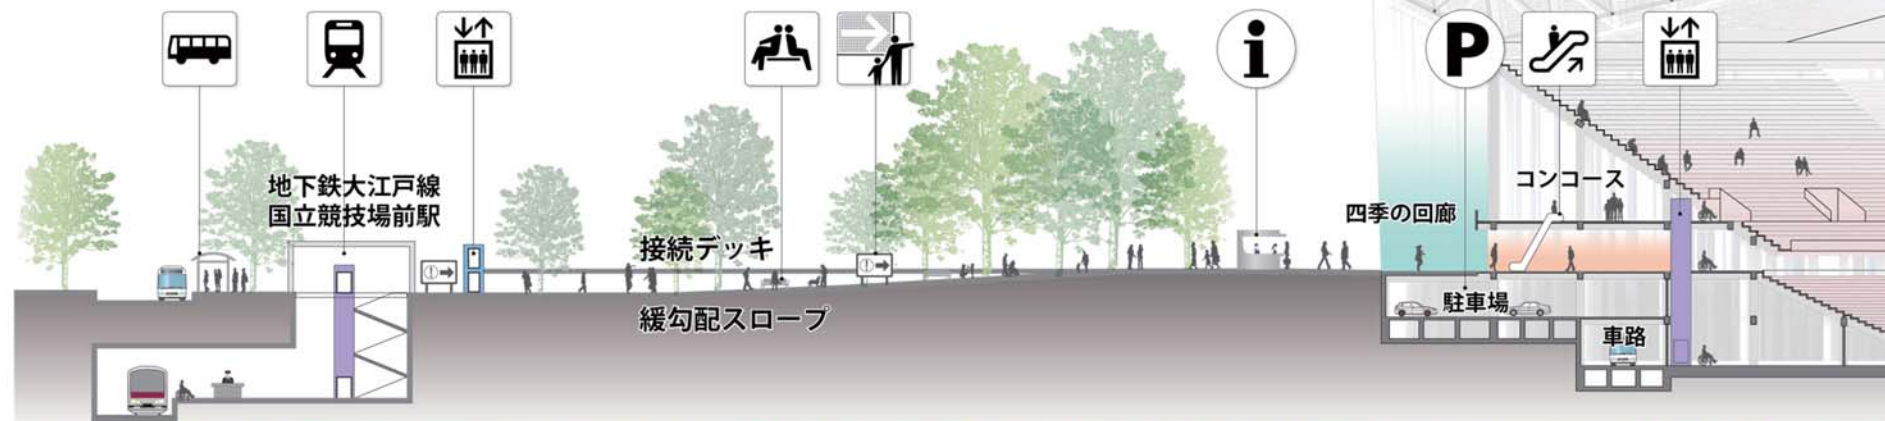 地下鉄大江戸線
国立競技場前駅
接続デッキ
緩勾配スロープ
i
P
四季の回廊
コンコース
駐車場
車路